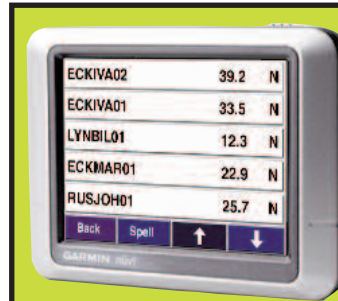 ECKIVA02 39.2 N
ECKIVA01 33.5 N
LYNBIL01 12.3 N
ECKMAR01 22.9 N
RUSJOH01 25.7 N
Back Spell
GARMIN nüvi